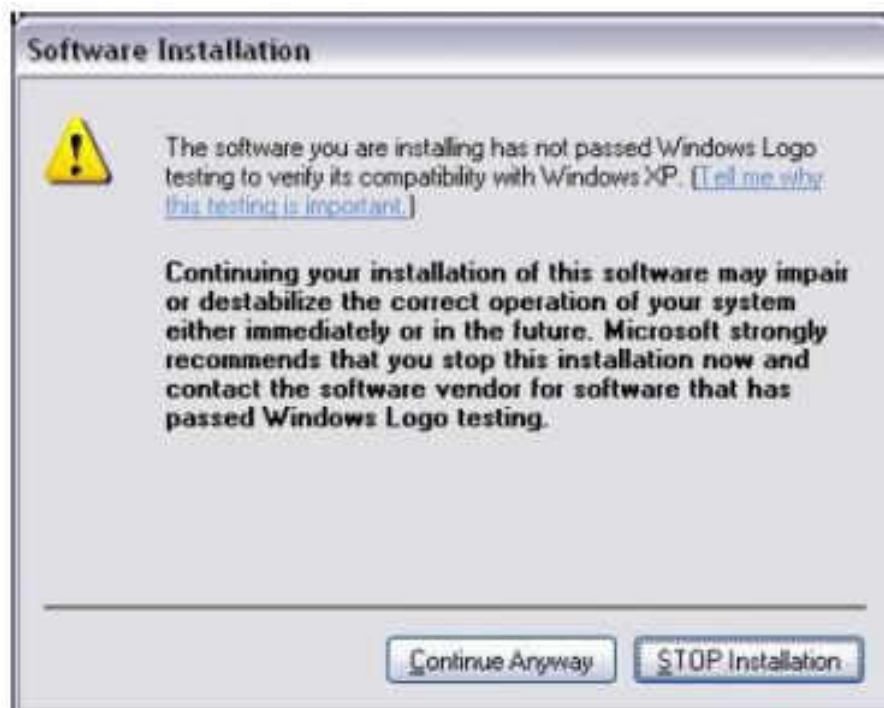 Software Installation
The software you are installing has not passed Windows Logo
testing to verify its compatibility with Windows XP. (Tell me why
this testing is important.)
Continuing your installation of this software may impair
or destabilize the correct operation of your system
either immediately or in the future. Microsoft strongly
recommends that you stop this installation now and
contact the software vendor for software that has
passed Windows Logo testing.
Continue Anyway
STOP Installation